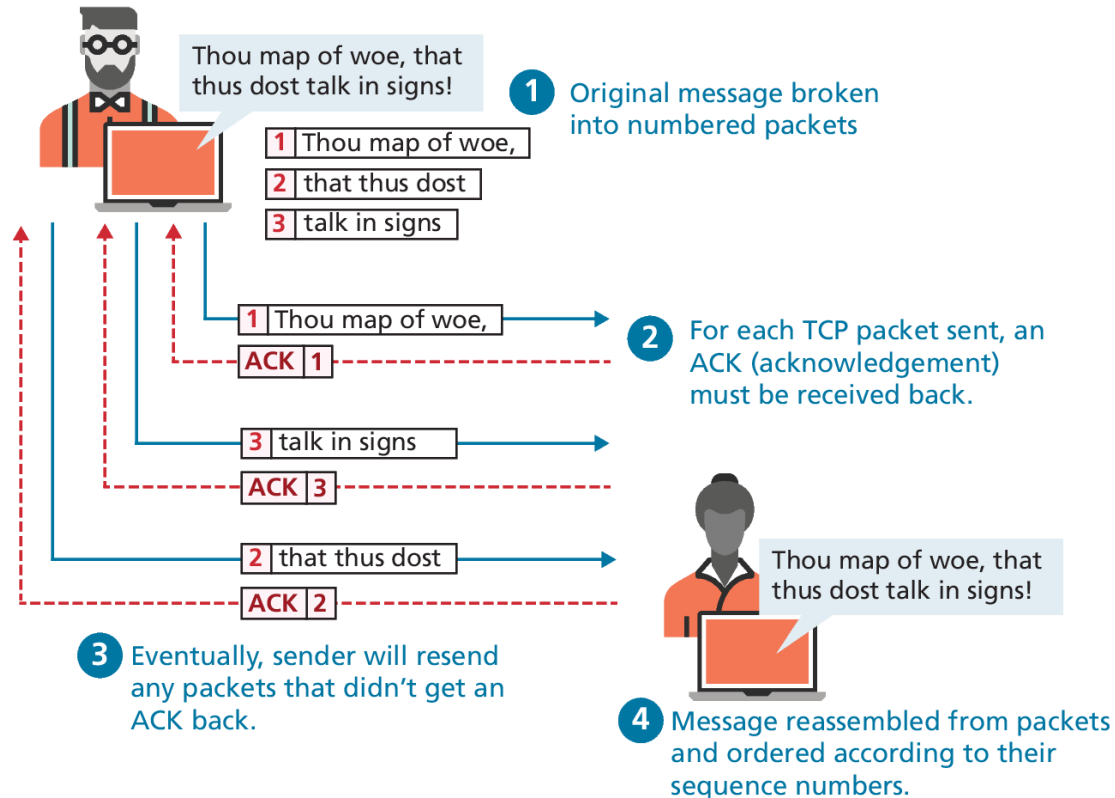 Thou map of woe, that
thus dost talk in signs!
1 Original message broken
into numbered packets
1 Thou map of woe,
2 that thus dost
3 talk in signs
1 Thou map of woe,
ACK 1
2 For each TCP packet sent, an
ACK (acknowledgement)
must be received back.
3 talk in signs
ACK 3
2 that thus dost
ACK 2
Thou map of woe, that
thus dost talk in signs!
3 Eventually, sender will resend
any packets that didn’t get an
ACK back.
4 Message reassembled from packets
and ordered according to their
sequence numbers.